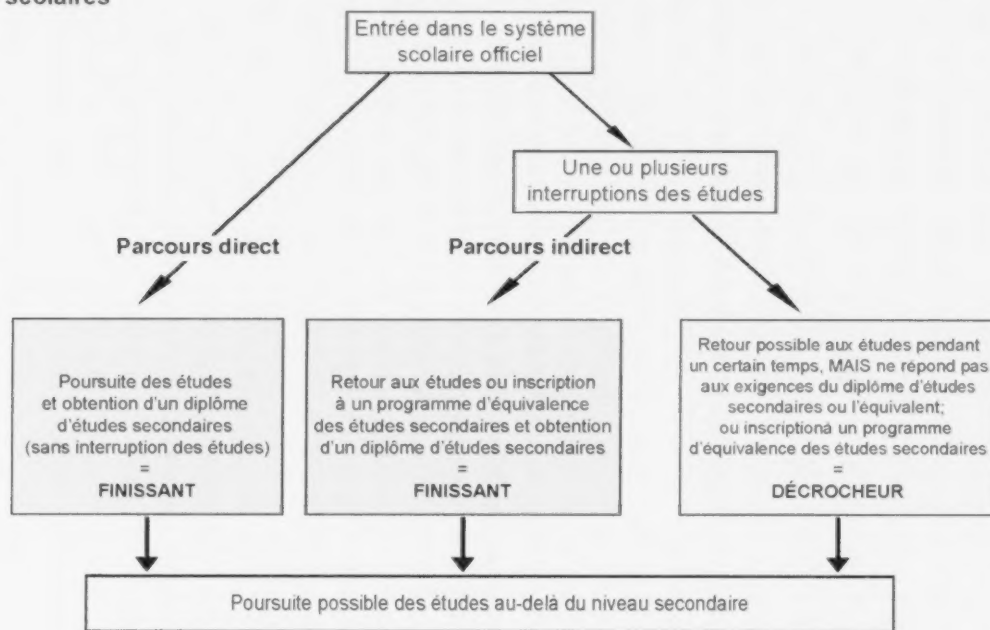 scolaires
Entrée dans le système
scolaire officiel
Une ou plusieurs
interruptions des études
Parcours direct
Parcours indirect
Poursuite des études
et obtention d'un diplôme
d'études secondaires
(sans interruption des études)
=
FINISSANT
Retour aux études ou inscription
à un programme d'équivalence
des études secondaires et obtention
d'un diplôme d'études secondaires
=
FINISSANT
Retour possible aux études pendant
un certain temps, MAIS ne répond pas
aux exigences du diplôme d'études
secondaires ou l'équivalent;
ou inscriptionà un programme
d'équivalence des études secondaires
=
DÉCROCHEUR
Poursuite possible des études au-delà du niveau secondaire